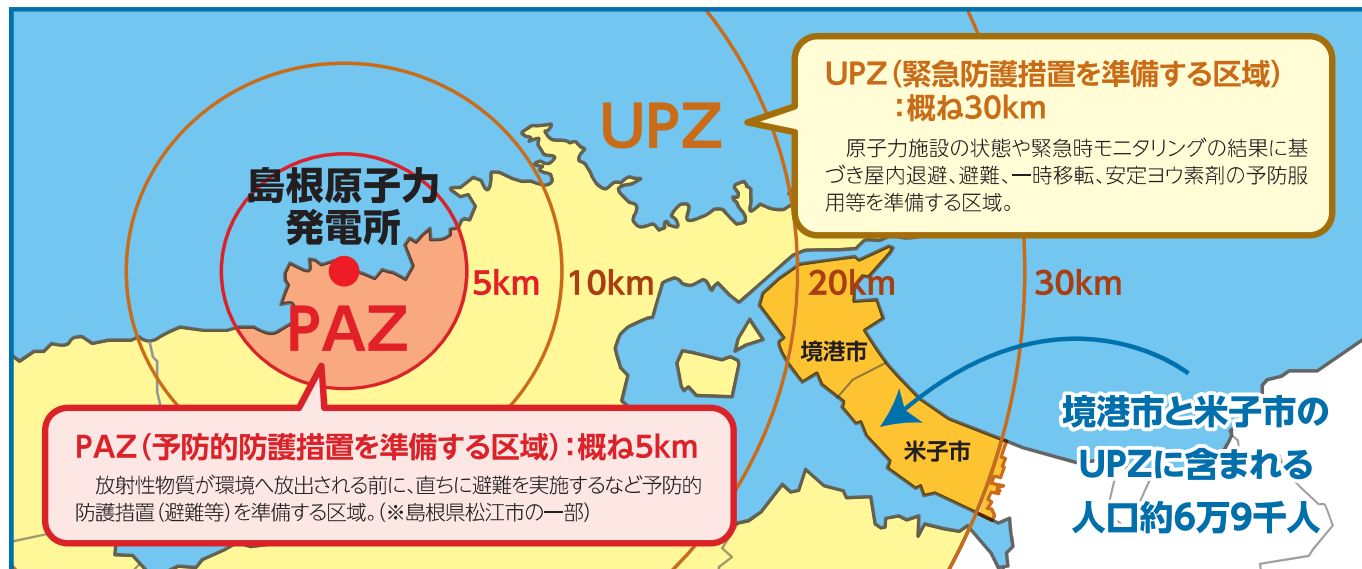 UPZ(緊急防護措置を準備する区域)
:概ね30km
原子力施設の状態や緊急時モニタリングの結果に基
づき屋内退避、避難、一時移転、安定ヨウ素剤の予防服
用等を準備する区域。
UPZ
島根原子力
発電所
5km
10km
20km
30km
PAZ
境港市
米子市
境港市と米子市の
UPZに含まれる
人口約6万9千人
PAZ(予防的防護措置を準備する区域):概ね5km
放射性物質が環境へ放出される前に、直ちに避難を実施するなど予防的
防護措置(避難等)を準備する区域。(※島根県松江市の一部)